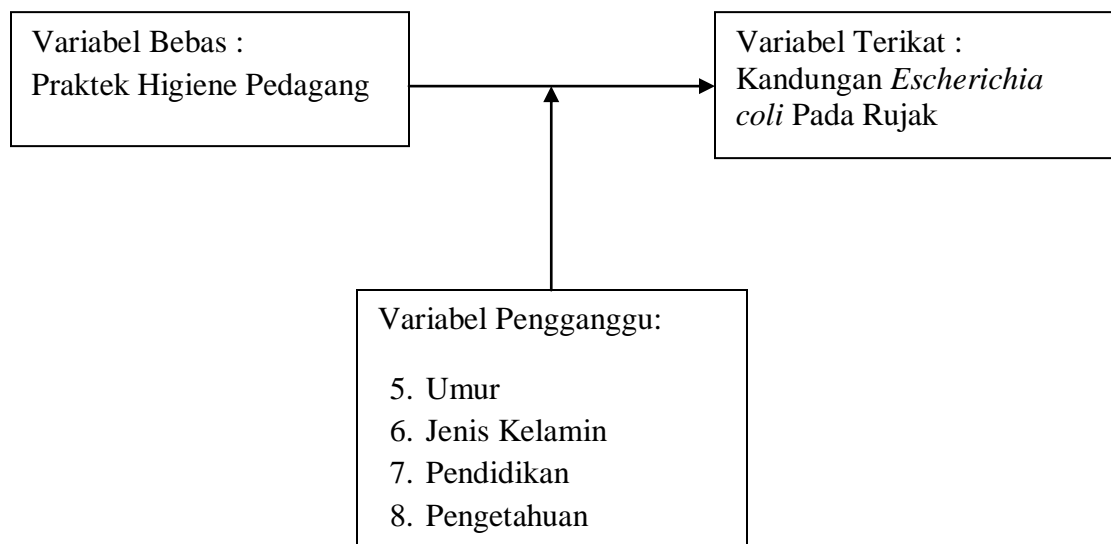 Variabel Bebas :
Praktek Higiene Pedagang
Variabel Terikat :
Kandungan Escherichia
coli Pada Rujak
Variabel Pengganggu:
5. Umur
6. Jenis Kelamin
7. Pendidikan
8. Pengetahuan